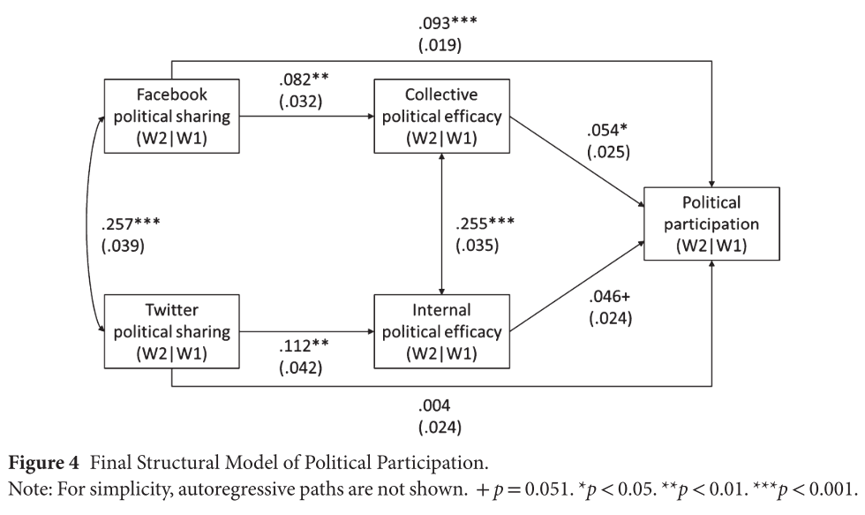 .093***
(.019)
Facebook
political sharing
(W2|W1)
.082**
(.032)
Collective
political efficacy
(W2|W1)
.054*
(.025)
Political
participation
(W2|W1)
.257***
(.039)
.255***
(.035)
Twitter
political sharing
(W2|W1)
.112**
(.042)
Internal
political efficacy
(W2|W1)
.046+
(.024)
.004
(.024)
Figure 4 Final Structural Model of Political Participation.
Note: For simplicity, autoregressive paths are not shown. +p = 0.051. *p < 0.05. **p < 0.01. ***p < 0.001.